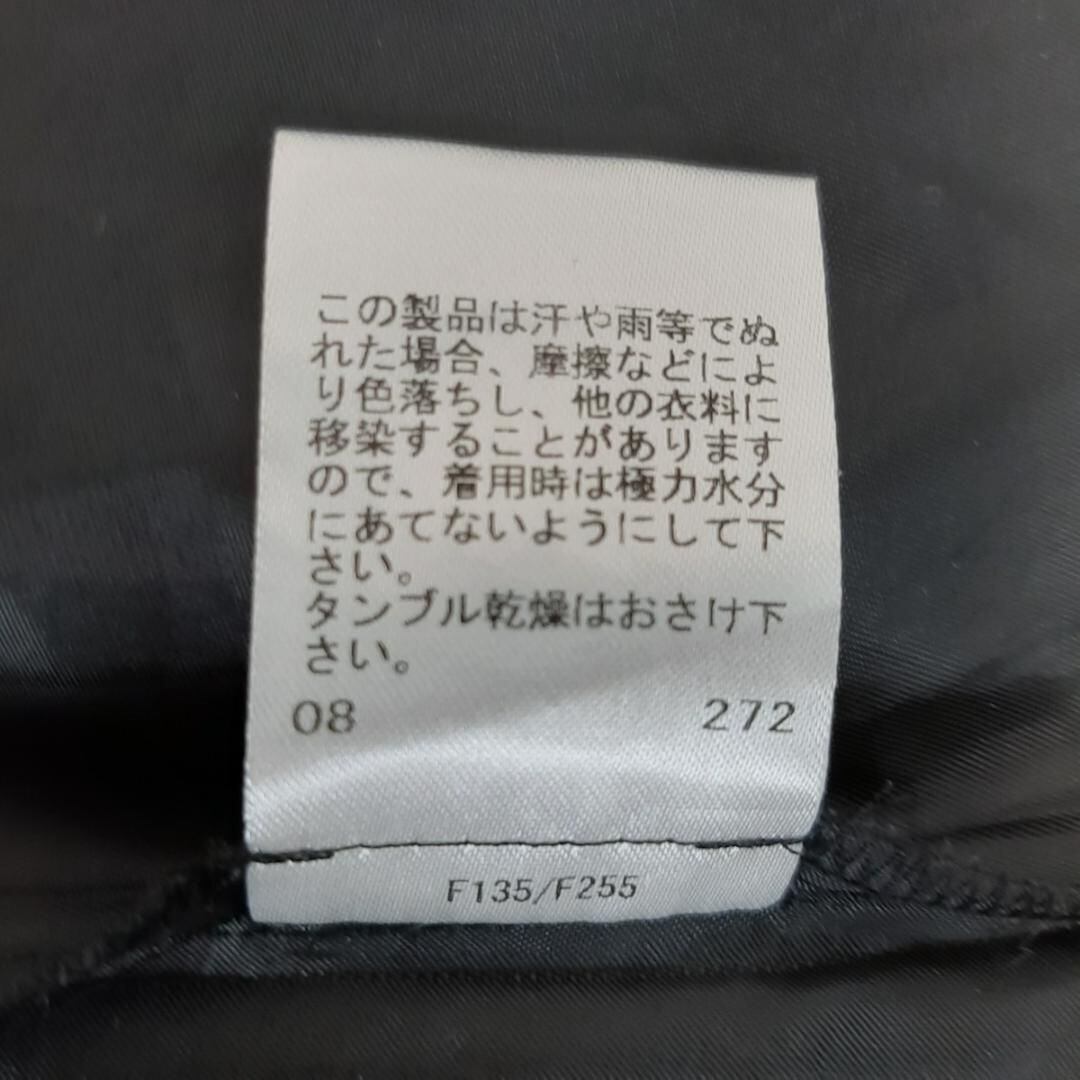 この製品は汗や雨等でぬ
れた場合、摩擦などによ
り色落ちし、他の衣料に
移染することがあります
ので、着用時は極力水分
にあてないようにして下
さい。
タンブル乾燥はおさけ下
さい。
08 272
F135/F255